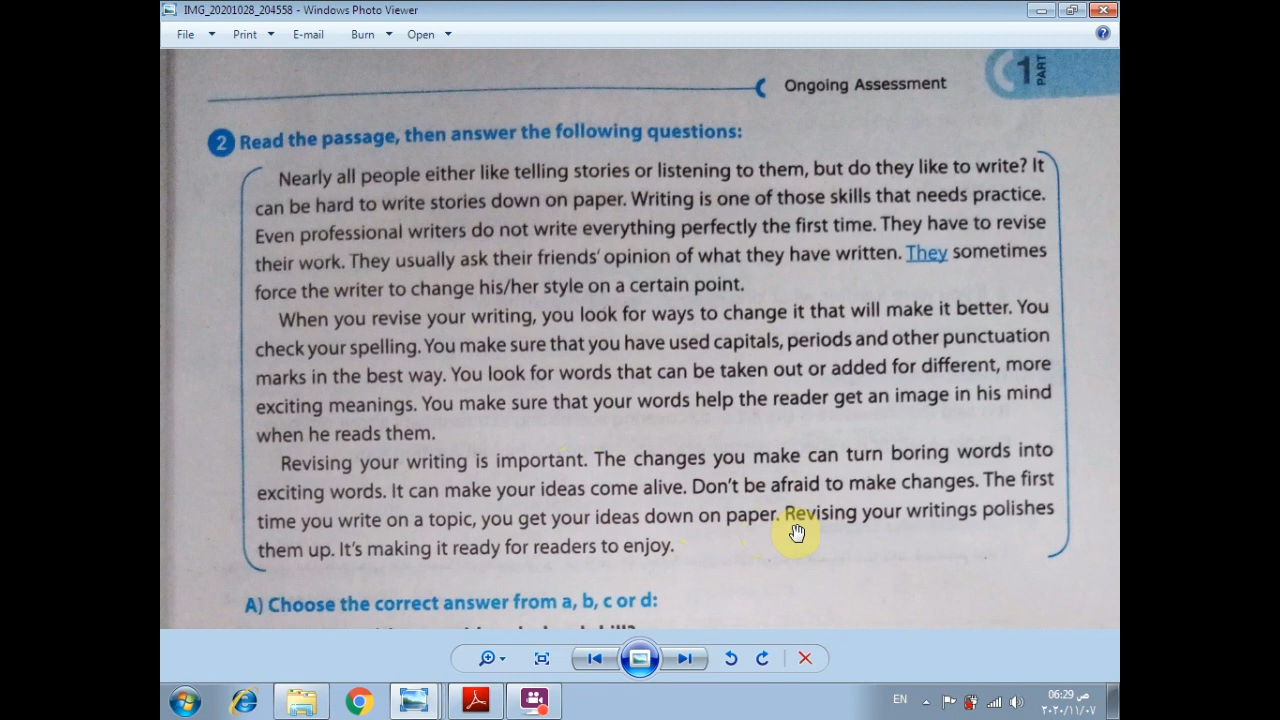 IMG_20201028_204558 - Windows Photo Viewer
File Print E-mail Burn Open
Ongoing Assessment
1
PART
2 Read the passage, then answer the following questions:
Nearly all people either like telling stories or listening to them, but do they like to write? It
can be hard to write stories down on paper. Writing is one of those skills that needs practice.
Even professional writers do not write everything perfectly the first time. They have to revise
their work. They usually ask their friends' opinion of what they have written. They sometimes
force the writer to change his/her style on a certain point.
When you revise your writing, you look for ways to change it that will make it better. You
check your spelling. You make sure that you have used capitals, periods and other punctuation
marks in the best way. You look for words that can be taken out or added for different, more
exciting meanings. You make sure that your words help the reader get an image in his mind
when he reads them.
Revising your writing is important. The changes you make can turn boring words into
exciting words. It can make your ideas come alive. Don't be afraid to make changes. The first
time you write on a topic, you get your ideas down on paper. Revising your writings polishes
them up. It's making it ready for readers to enjoy.
A) Choose the correct answer from a, b, c or d:
EN
06:29 ص
٢٠٢٠/١١/٠٧